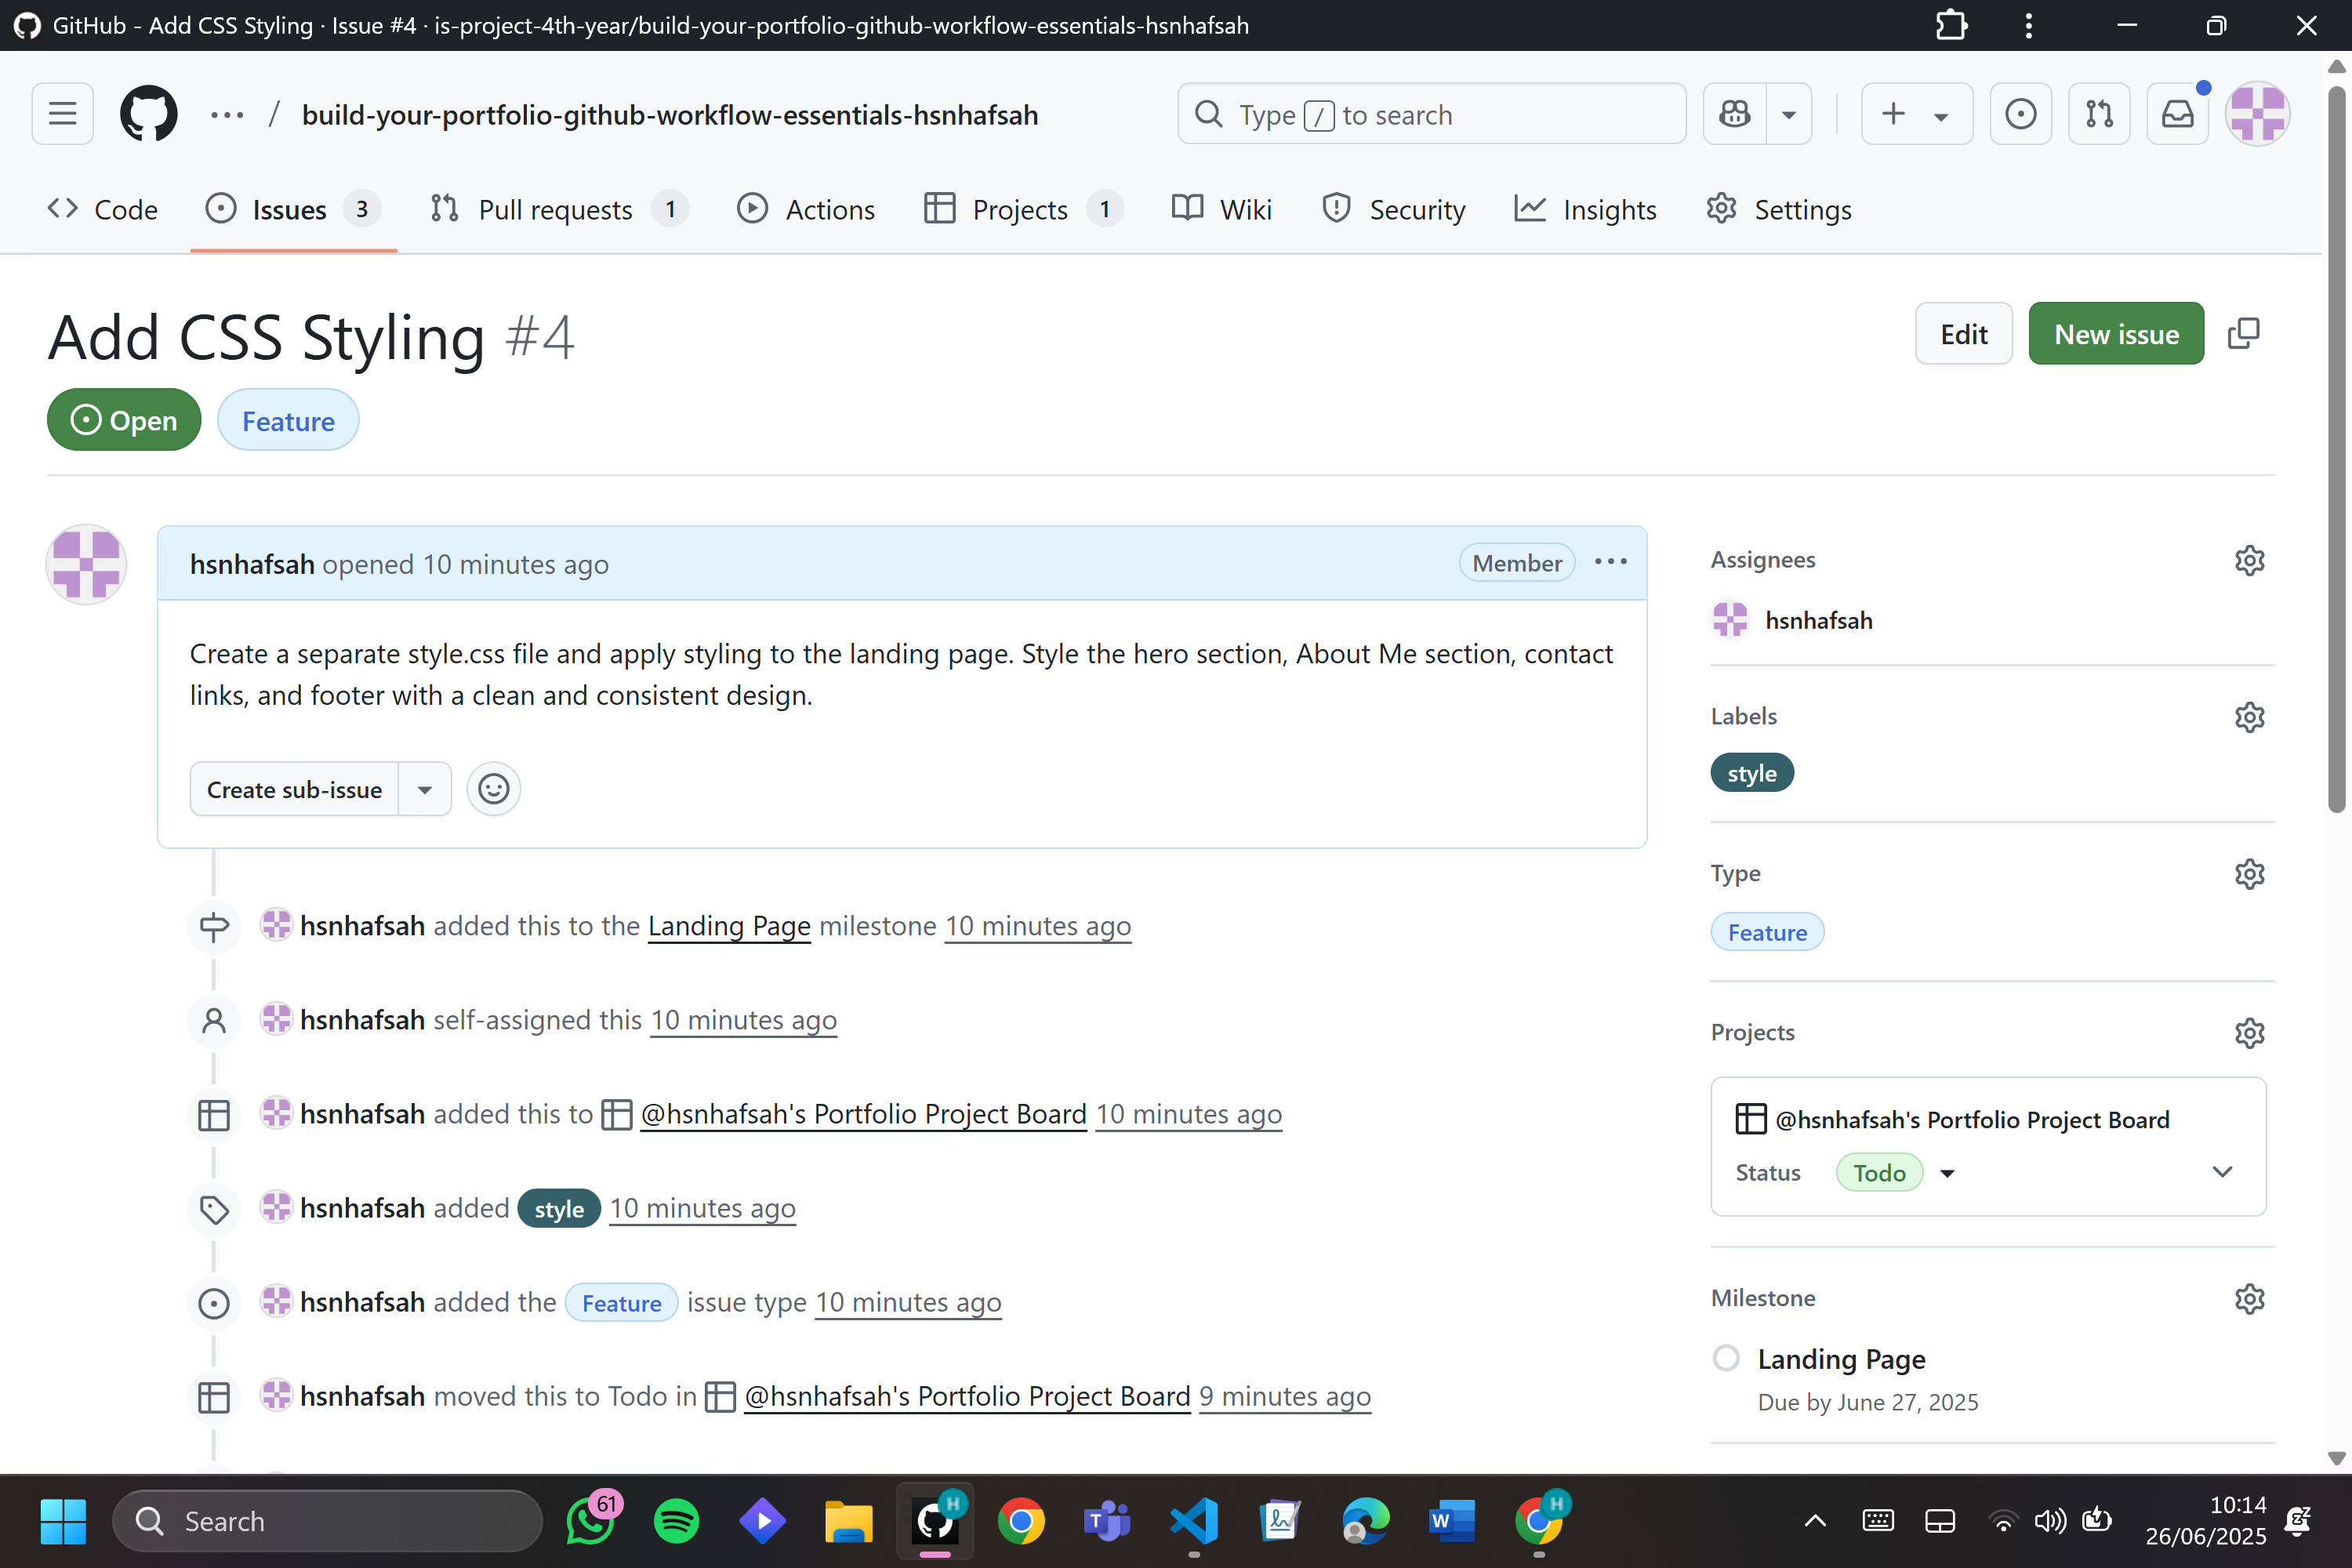 GitHub - Add CSS Styling · Issue #4 · is-project-4th-year/build-your-portfolio-github-workflow-essentials-hsnhafsah
/ build-your-portfolio-github-workflow-essentials-hsnhafsah
Type / to search
Code
Issues 3
Pull requests 1
Actions
Projects 1
Wiki
Security
Insights
Settings
Add CSS Styling #4
Edit
New issue
Open
Feature
hsnhafsah opened 10 minutes ago
Member
Create a separate style.css file and apply styling to the landing page. Style the hero section, About Me section, contact
links, and footer with a clean and consistent design.
Create sub-issue
hsnhafsah added this to the Landing Page milestone 10 minutes ago
hsnhafsah self-assigned this 10 minutes ago
hsnhafsah added this to @hsnhafsah's Portfolio Project Board 10 minutes ago
hsnhafsah added style 10 minutes ago
hsnhafsah added the Feature issue type 10 minutes ago
hsnhafsah moved this to Todo in @hsnhafsah's Portfolio Project Board 9 minutes ago
Assignees
hsnhafsah
Labels
style
Type
Feature
Projects
@hsnhafsah's Portfolio Project Board
Status Todo
Milestone
Landing Page
Due by June 27, 2025
Search
61
H
T
W
H
10:14
26/06/2025